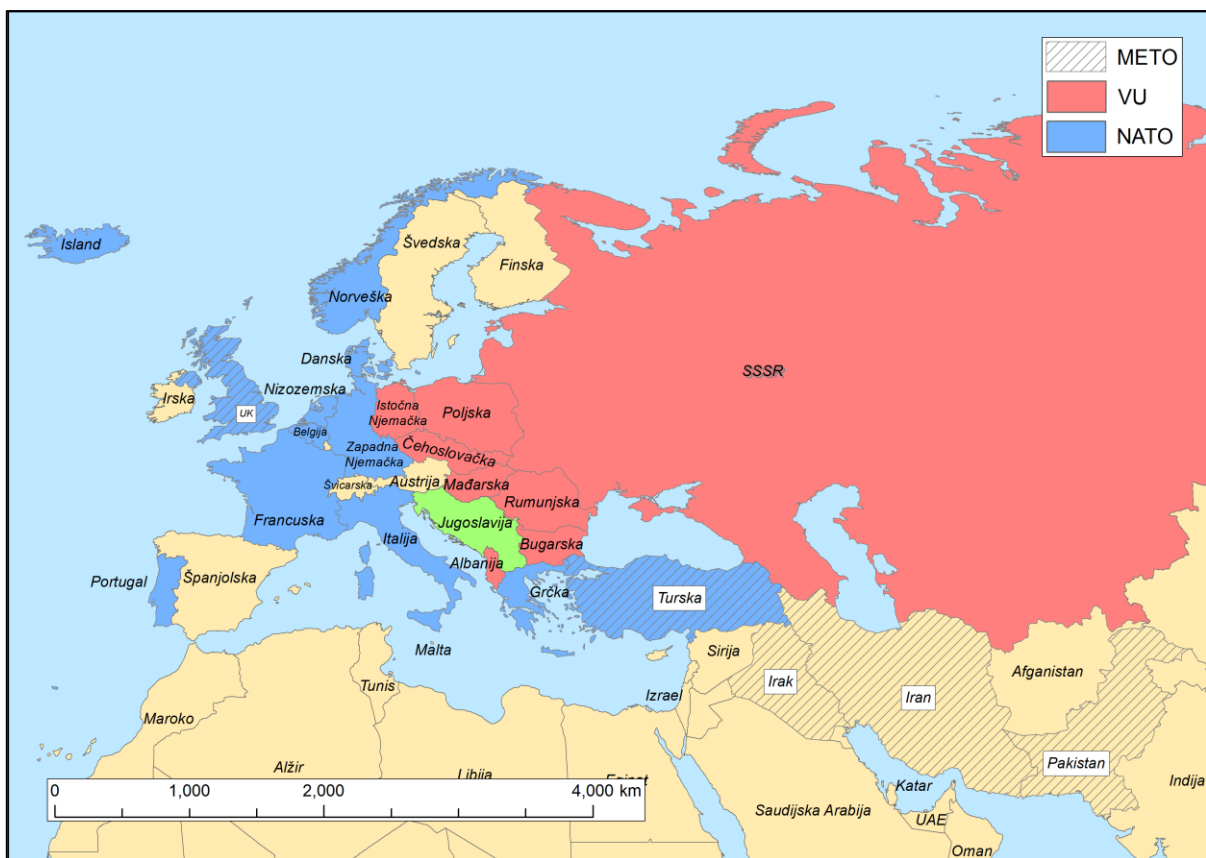 METO
VU
NATO
Island
Švedska
Finska
Norveška
Danska
SSSR
Nizozemska
Irska
UK
Istočna
Njemačka
Poljska
Belgija
Zapadna
Njemačka
Čehoslovačka
Švicarska
Austrija
Mađarska
Rumunjska
Francuska
Jugoslavija
Italija
Bugarska
Albanija
Portugal
Španjolska
Grčka
Turska
Malta
Sirija
Afganistan
Tunis
Izrael
Irak
Iran
Maroko
Pakistan
Alžir
Libija
Egipat
Katar
Indija
Saudijska Arabija
UAE
Oman
0
1,000
2,000
4,000 km